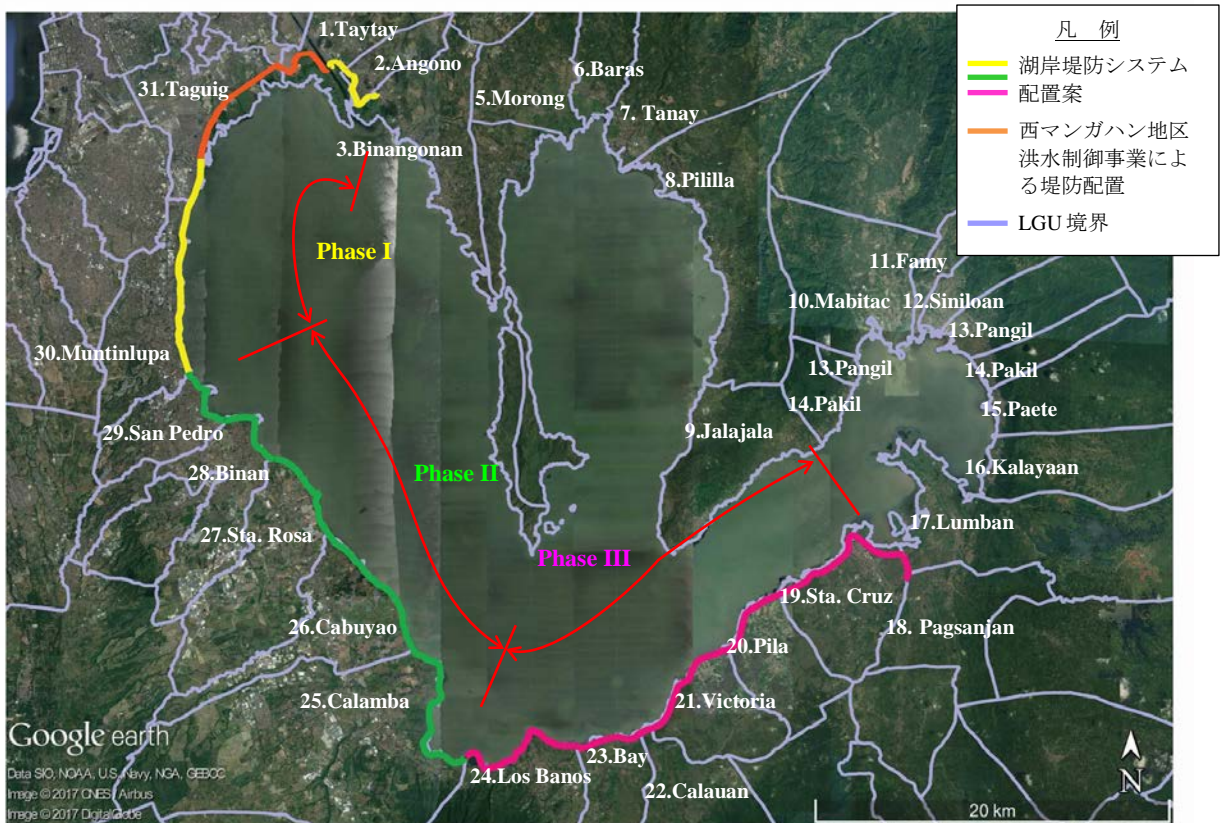 凡 例
湖岸堤防システム
配置案
西マンガハン地区
洪水制御事業によ
る堤防配置
LGU 境界
1.Taytay
2.Angono
31.Taguig
5.Morong
6.Baras
7. Tanay
3.Binangonan
8.Pililla
Phase I
11.Famy
10.Mabitac
12.Siniloan
13.Pangil
30.Muntinlupa
13.Pangil
14.Pakil
14.Pakil
15.Paete
29.San Pedro
9.Jalajala
28.Binan
Phase II
16.Kalayaan
27.Sta. Rosa
17.Lumban
Phase III
19.Sta. Cruz
26.Cabuyao
18. Pagsanjan
20.Pila
25.Calamba
21.Victoria
Google earth
23.Bay
24.Los Banos
22.Calauan
N
20 km
Data SIO, NOAA, U.S. Navy, NGA, GEBCO
Image © 2017 CNES / Airbus
Image © 2017 DigitalGlobe